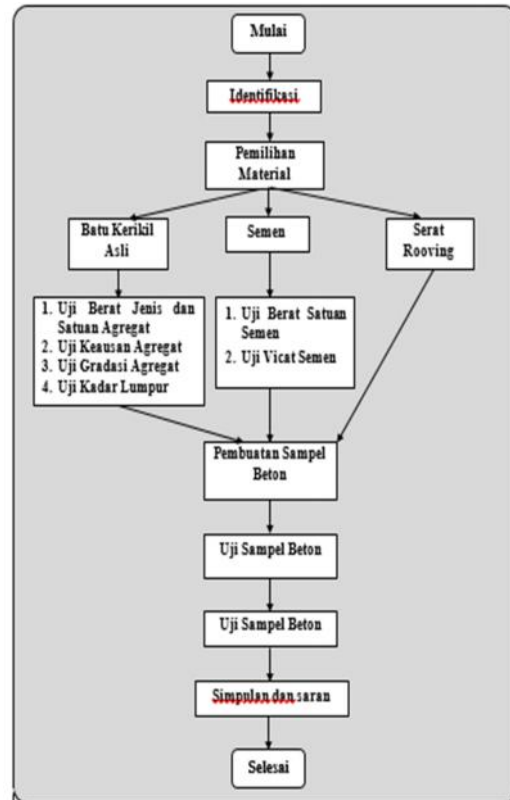 Mulai
Identifikasi
Pemilihan
Material
Batu Kerikil
Asli
Semen
Serat
Rooving
1. Uji Berat Jenis dan
Satuan Agregat
2. Uji Keausan Agregat
3. Uji Gradasi Agregat
4. Uji Kadar Lumpur
1. Uji Berat Satuan
Semen
2. Uji Vicat Semen
Pembuatan Sampel
Beton
Uji Sampel Beton
Uji Sampel Beton
Simpulan dan saran
Selesai